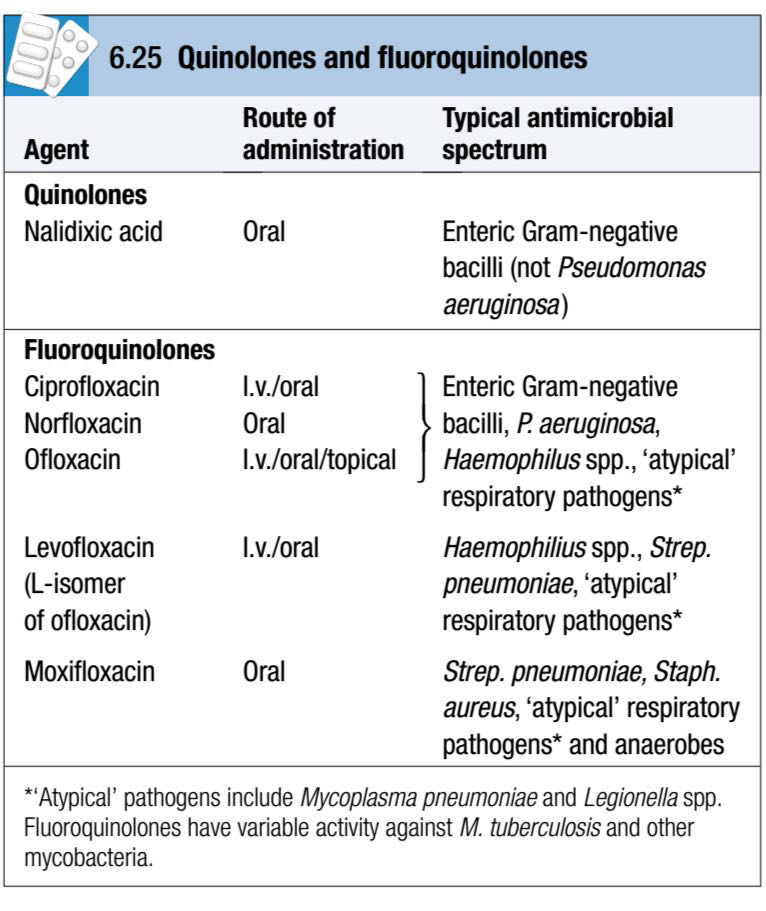 6.25 Quinolones and fluoroquinolones
Agent
Route of
administration
Typical antimicrobial
spectrum
Quinolones
Nalidixic acid
Oral
Enteric Gram-negative
bacilli (not Pseudomonas
aeruginosa)
Fluoroquinolones
Ciprofloxacin
I.v./oral
Norfloxacin
Oral
Ofloxacin
I.v./oral/topical
Enteric Gram-negative
bacilli, P. aeruginosa,
Haemophilus spp., ‘atypical’
respiratory pathogens*
Levofloxacin
(L-isomer
of ofloxacin)
I.v./oral
Haemophilius spp., Strep.
pneumoniae, ‘atypical’
respiratory pathogens*
Moxifloxacin
Oral
Strep. pneumoniae, Staph.
aureus, ‘atypical’ respiratory
pathogens* and anaerobes
*‘Atypical’ pathogens include Mycoplasma pneumoniae and Legionella spp.
Fluoroquinolones have variable activity against M. tuberculosis and other
mycobacteria.